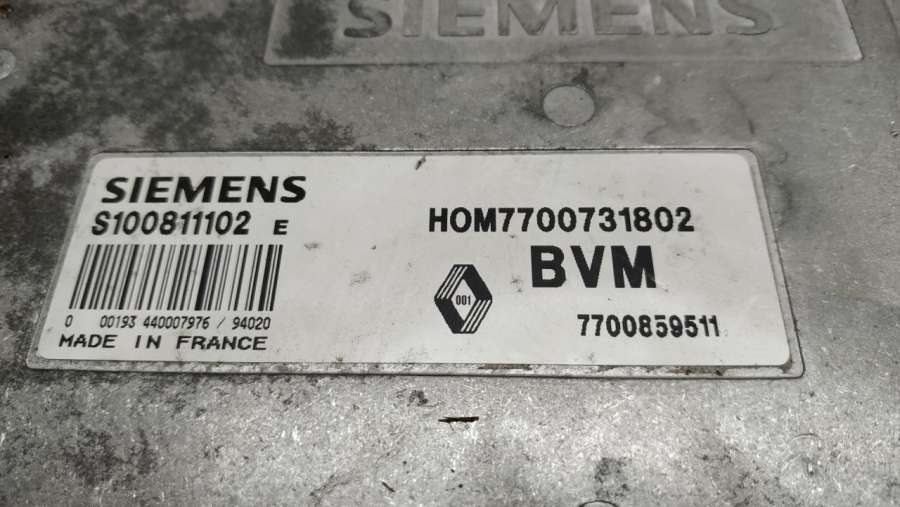 SIEMENS
SIEMENS
S100811102 E
HOM7700731802
BVM
001
7700859511
0 00193 440007976 / 94020
MADE IN FRANCE